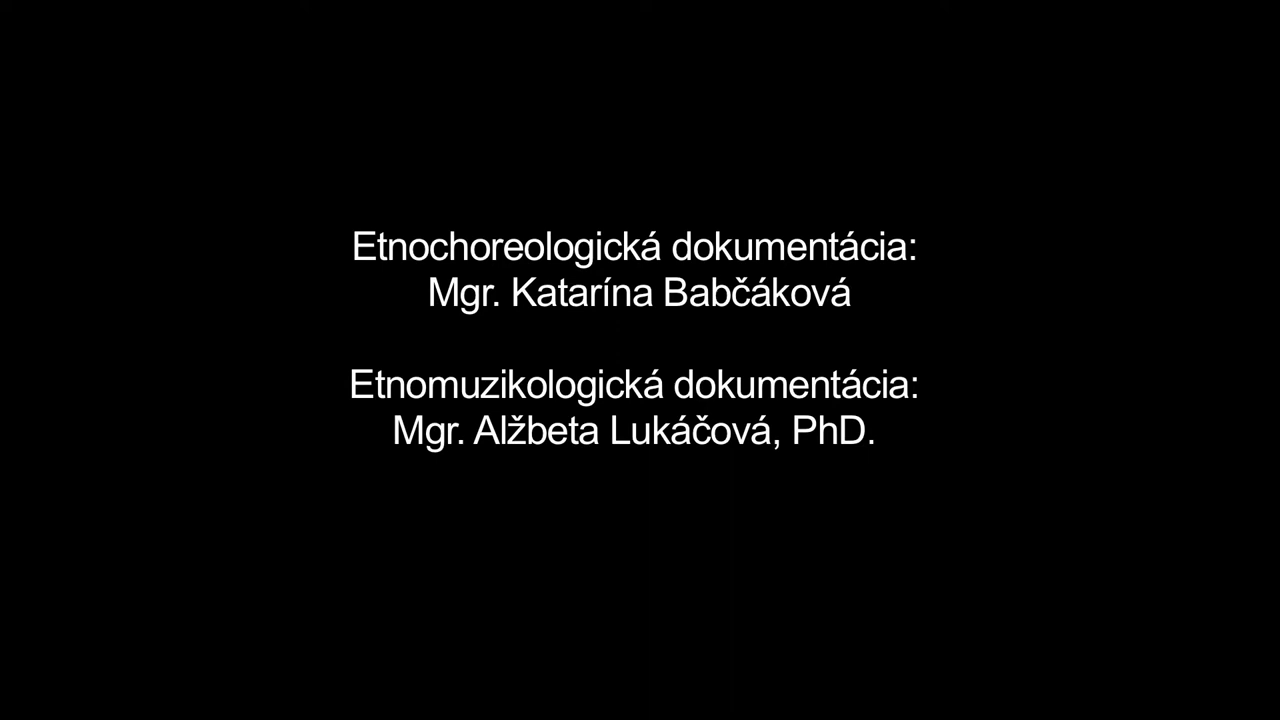 Etnochoreologická dokumentácia:
Mgr. Katarína Babčáková
Etnomuzikologická dokumentácia:
Mgr. Alžbeta Lukáčová, PhD.